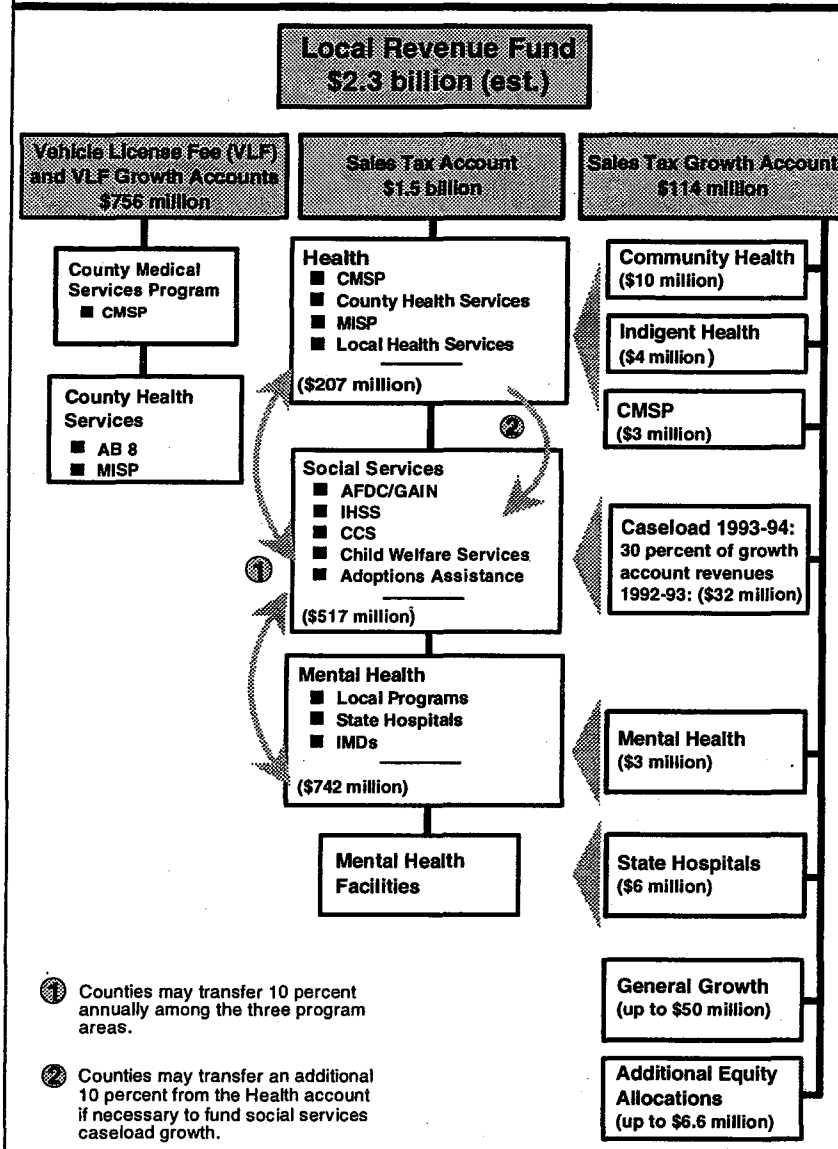 Local Revenue Fund
$2.3 billion (est.)
Vehicle License Fee (VLF)
and VLF Growth Accounts
$756 million
Sales Tax Account
$1.5 billion
Sales Tax Growth Account
$114 million
County Medical
Services Program
■ CMSP
County Health
Services
■ AB 8
■ MISP
Health
■ CMSP
■ County Health Services
■ MISP
■ Local Health Services
($207 million)
2
Social Services
■ AFDC/GAIN
■ IHSS
■ CCS
■ Child Welfare Services
■ Adoptions Assistance
($517 million)
1
Mental Health
■ Local Programs
■ State Hospitals
■ IMDs
($742 million)
Mental Health
Facilities
Community Health
($10 million)
Indigent Health
($4 million)
CMSP
($3 million)
Caseload 1993-94:
30 percent of growth
account revenues
1992-93: ($32 million)
Mental Health
($3 million)
State Hospitals
($6 million)
General Growth
(up to $50 million)
Additional Equity
Allocations
(up to $6.6 million)
1 Counties may transfer 10 percent
annually among the three program
areas.
2 Counties may transfer an additional
10 percent from the Health account
if necessary to fund social services
caseload growth.